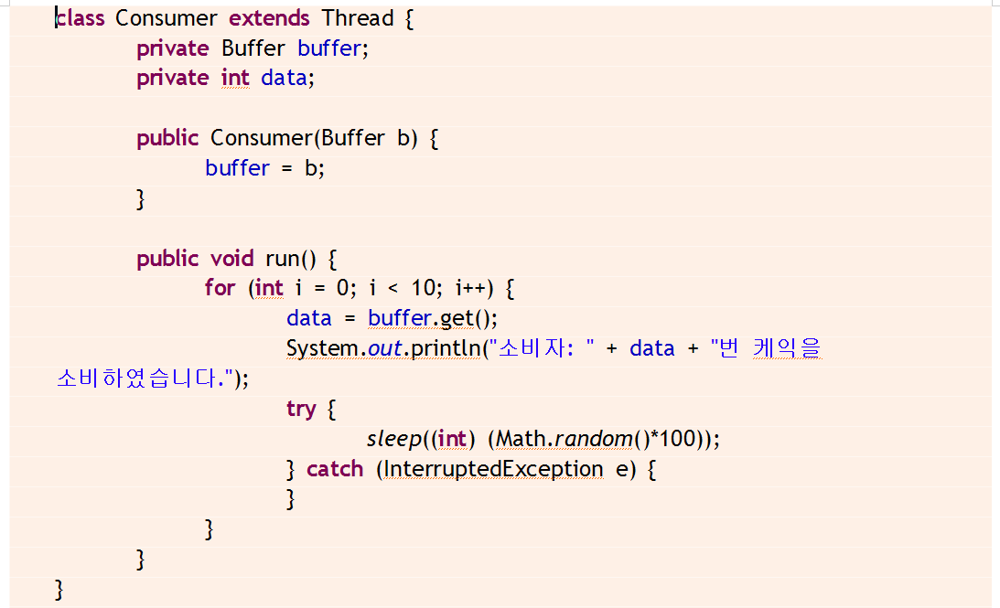 class Consumer extends Thread {
private Buffer buffer;
private int data;
public Consumer(Buffer b) {
buffer = b;
}
public void run() {
for (int i = 0; i < 10; i++) {
data = buffer.get();
System.out.println("소비자: " + data + "번 케익을
소비하였습니다.");
try {
sleep((int) (Math.random()*100));
} catch (InterruptedException e) {
}
}
}
}